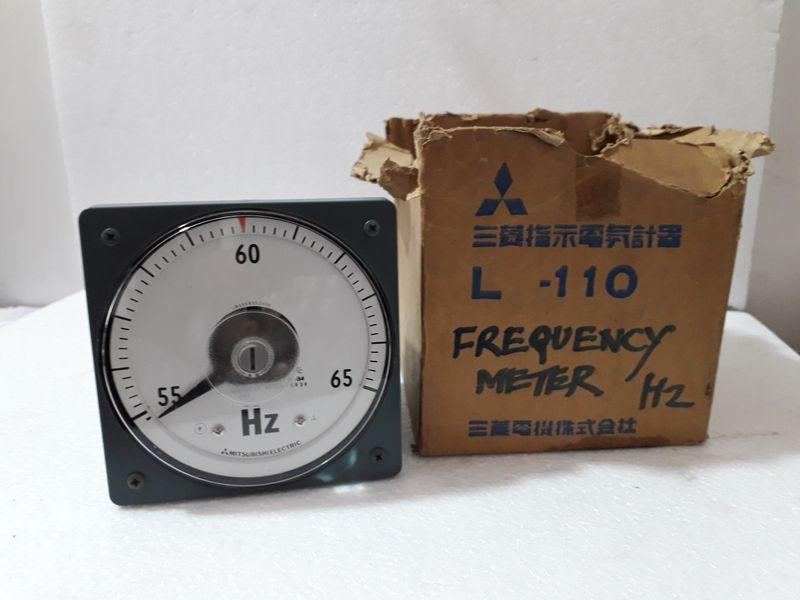 60
55
65
Hz
MITSUBISHI ELECTRIC
三菱指示電気計器
L -110
FREQUENCY
METER Hz
三菱電機株式会社